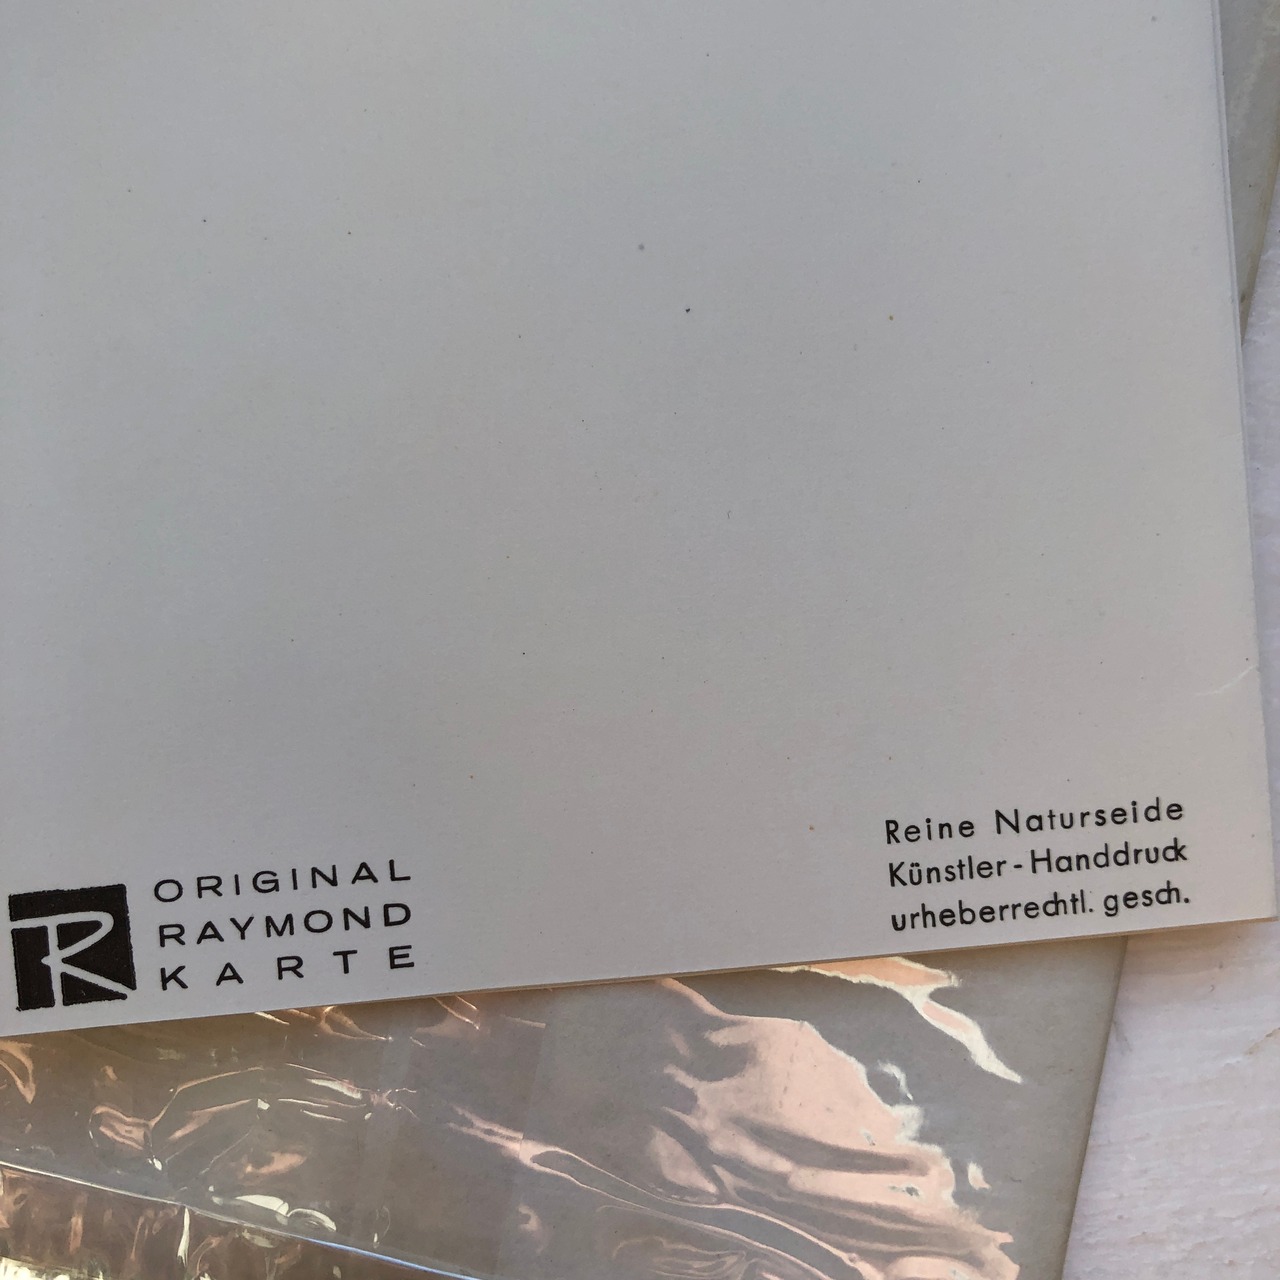 R
ORIGINAL
RAYMOND
KARTE
Reine Naturseide
Künstler-Handdruck
urheberrechtl. gesch.